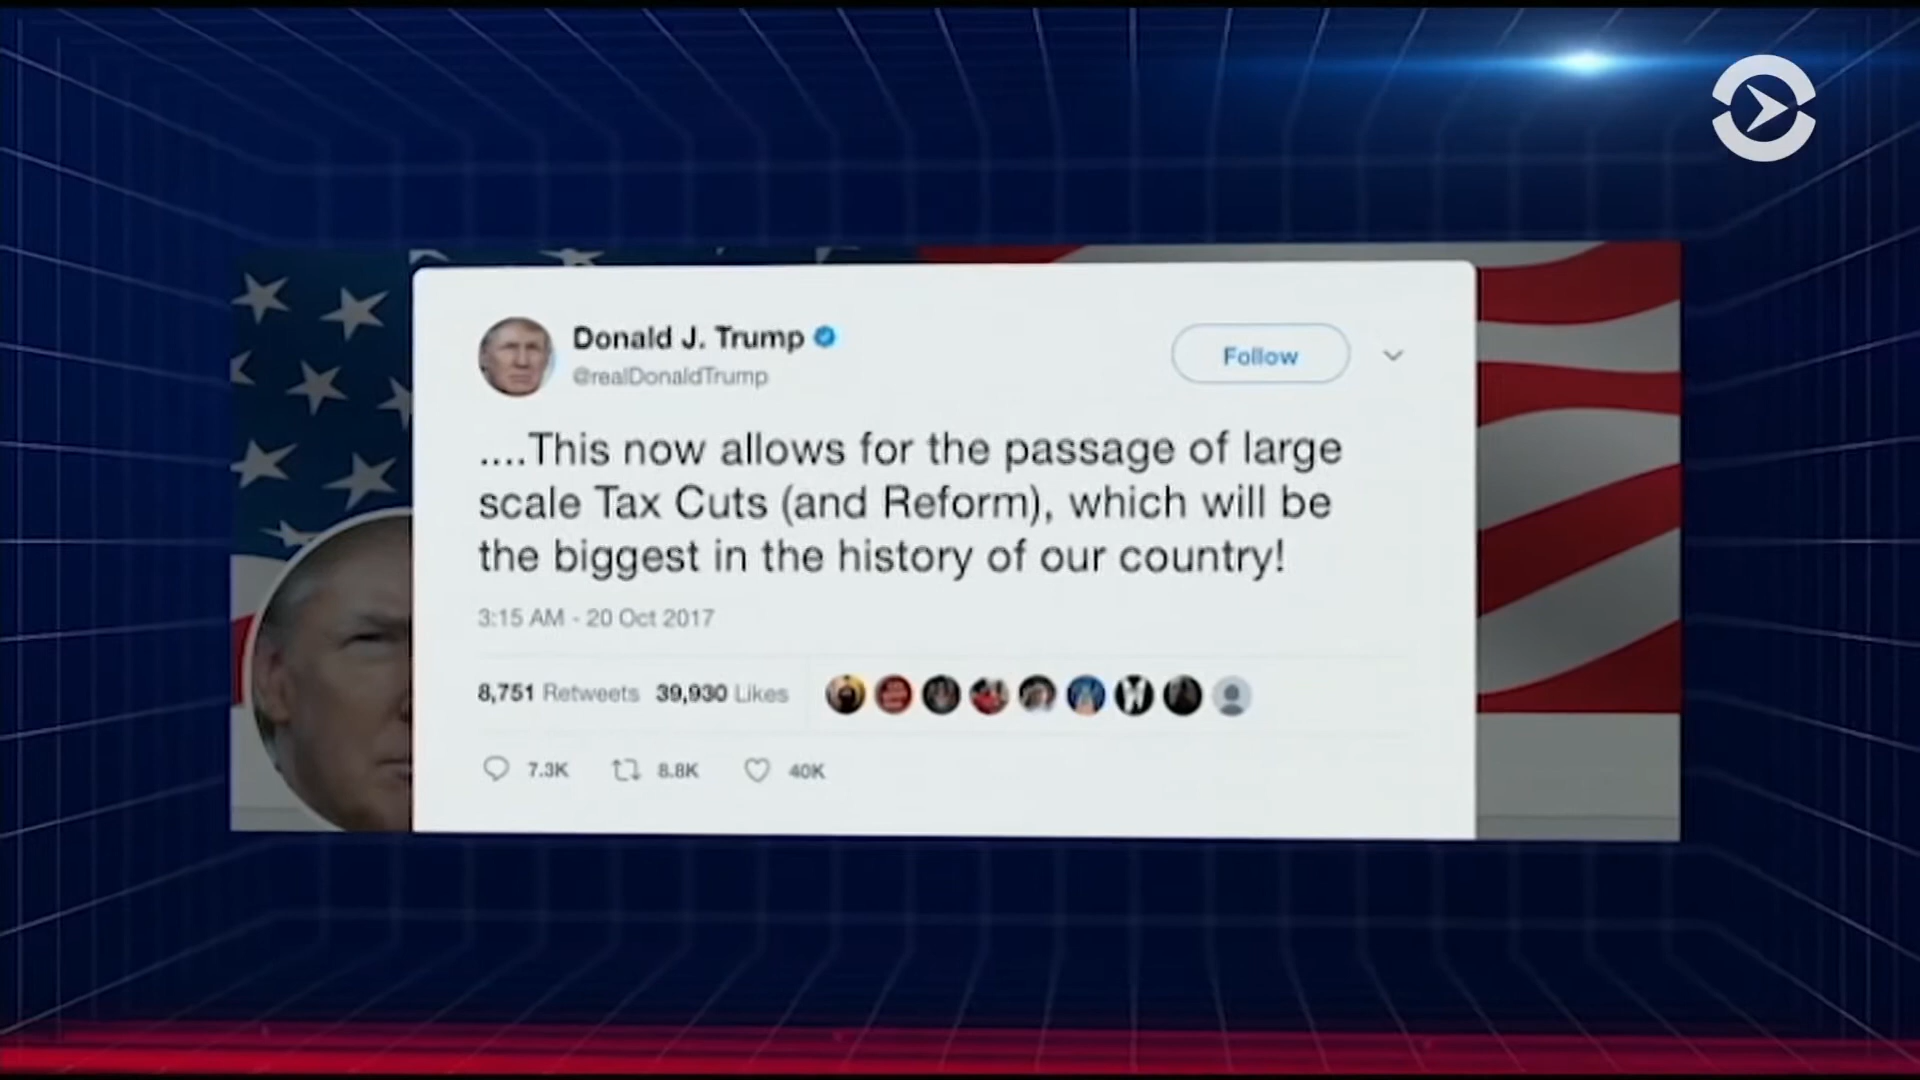 Donald J. Trump
@realDonaldTrump
Follow
....This now allows for the passage of large
scale Tax Cuts (and Reform), which will be
the biggest in the history of our country!
3:15 AM - 20 Oct 2017
8,751 Retweets 39,930 Likes
7.3K 8.8K 40K